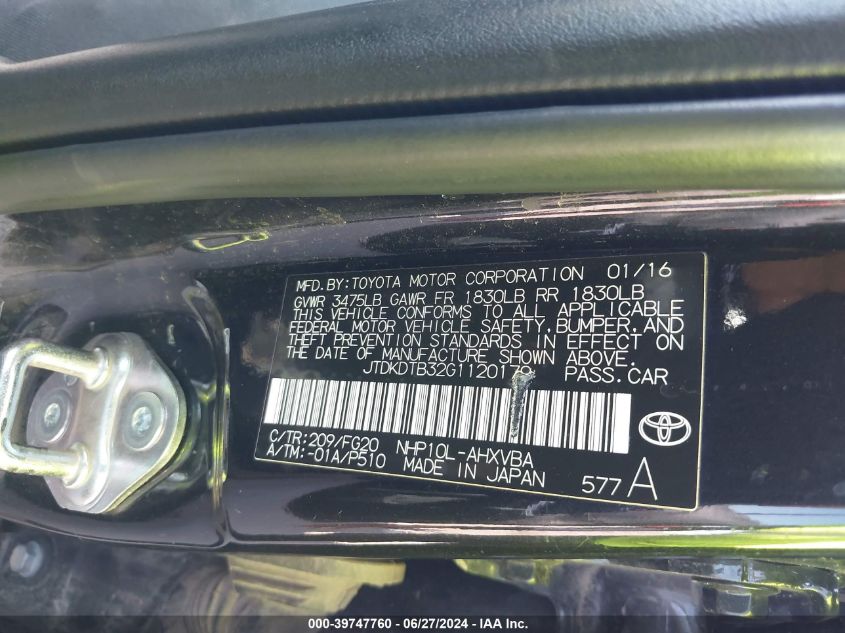 MFD.BY:TOYOTA MOTOR CORPORATION 01/16
GVWR 3475LB GAWR FR 1830LB RR 1830LB
THIS VEHICLE CONFORMS TO ALL APPLICABLE
FEDERAL MOTOR VEHICLE SAFETY,BUMPER,AND
THEFT PREVENTION STANDARDS IN EFFECT ON
THE DATE OF MANUFACTURE SHOWN ABOVE.
PASS.CAR
C/TR:209/FG20 NHP10L-AHXVBA
A/TM:-01A/P510 MADE IN JAPAN 577A
000-39747760 - 06/27/2024 - IAA Inc.